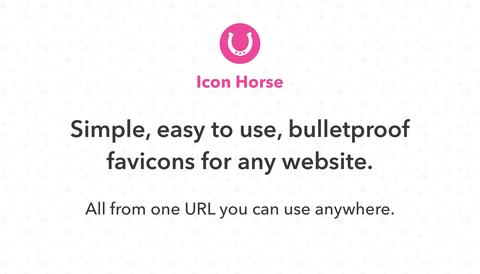 Icon Horse
Simple, easy to use, bulletproof
favicons for any website.
All from one URL you can use anywhere.